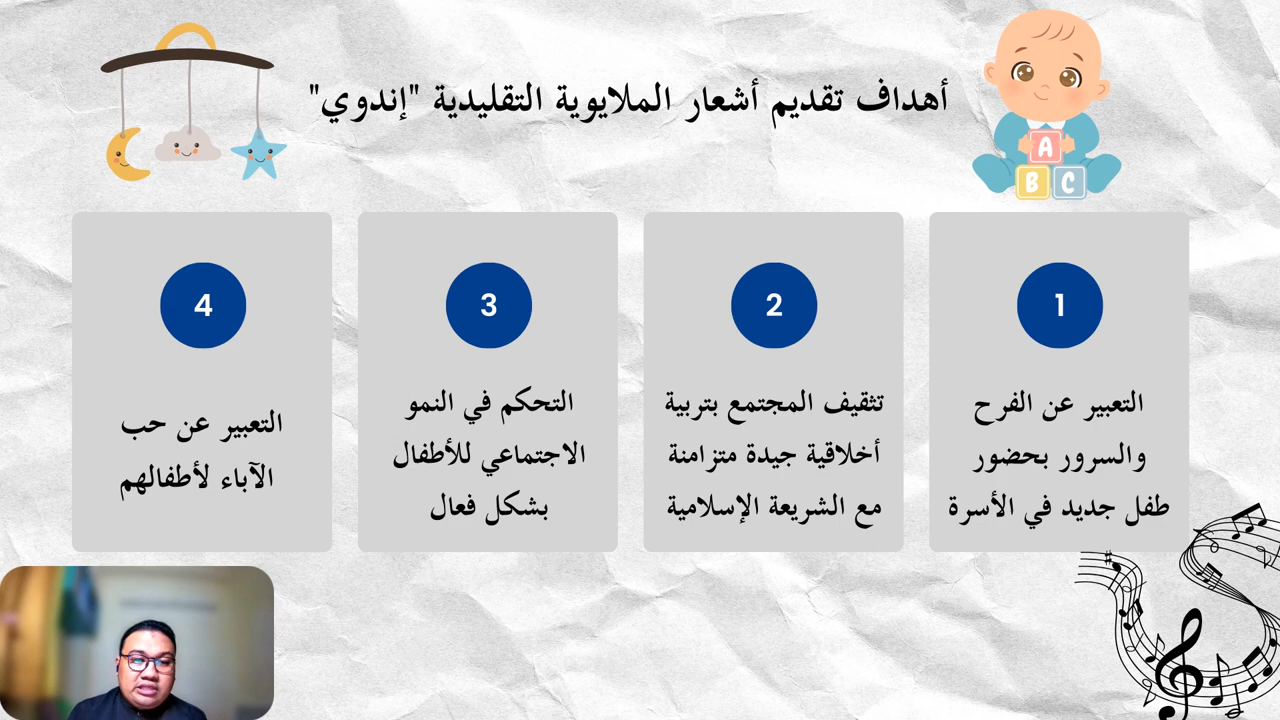 أهداف تقديم أشعار الملايوية التقليدية "إندوي"
A
B C
1
التعبير عن الفرح
والسرور بحضور
طفل جديد في الأسرة
2
تثقيف المجتمع بتربية
أخلاقية جيدة متزامنة
مع الشريعة الإسلامية
3
التحكم في النمو
الاجتماعي للأطفال
بشكل فعال
4
التعبير عن حب
الآباء لأطفالهم